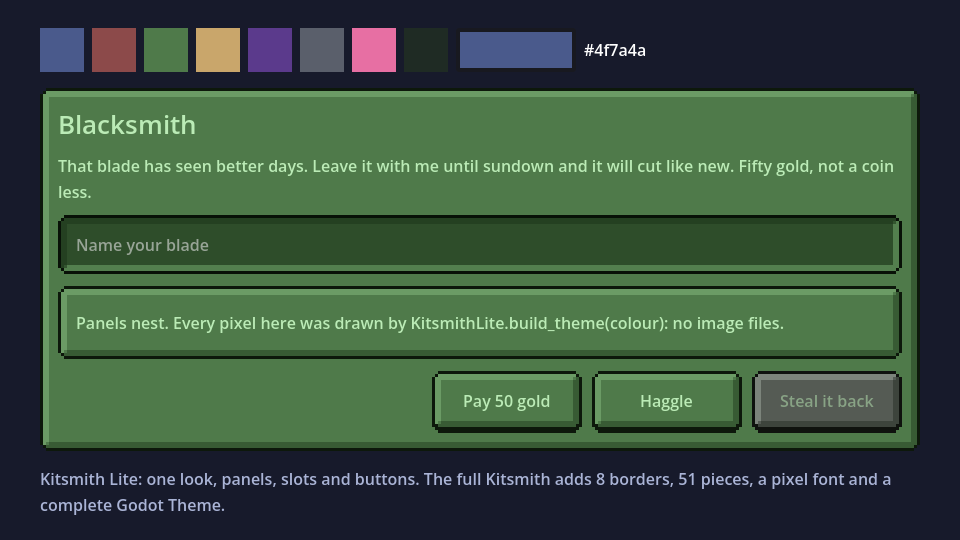 #4f7a4a
Blacksmith
That blade has seen better days. Leave it with me until sundown and it will cut like new. Fifty gold, not a coin
less.
Name your blade
Panels nest. Every pixel here was drawn by KitsmithLite.build_theme(colour): no image files.
Pay 50 gold
Haggle
Steal it back
Kitsmith Lite: one look, panels, slots and buttons. The full Kitsmith adds 8 borders, 51 pieces, a pixel font and a
complete Godot Theme.